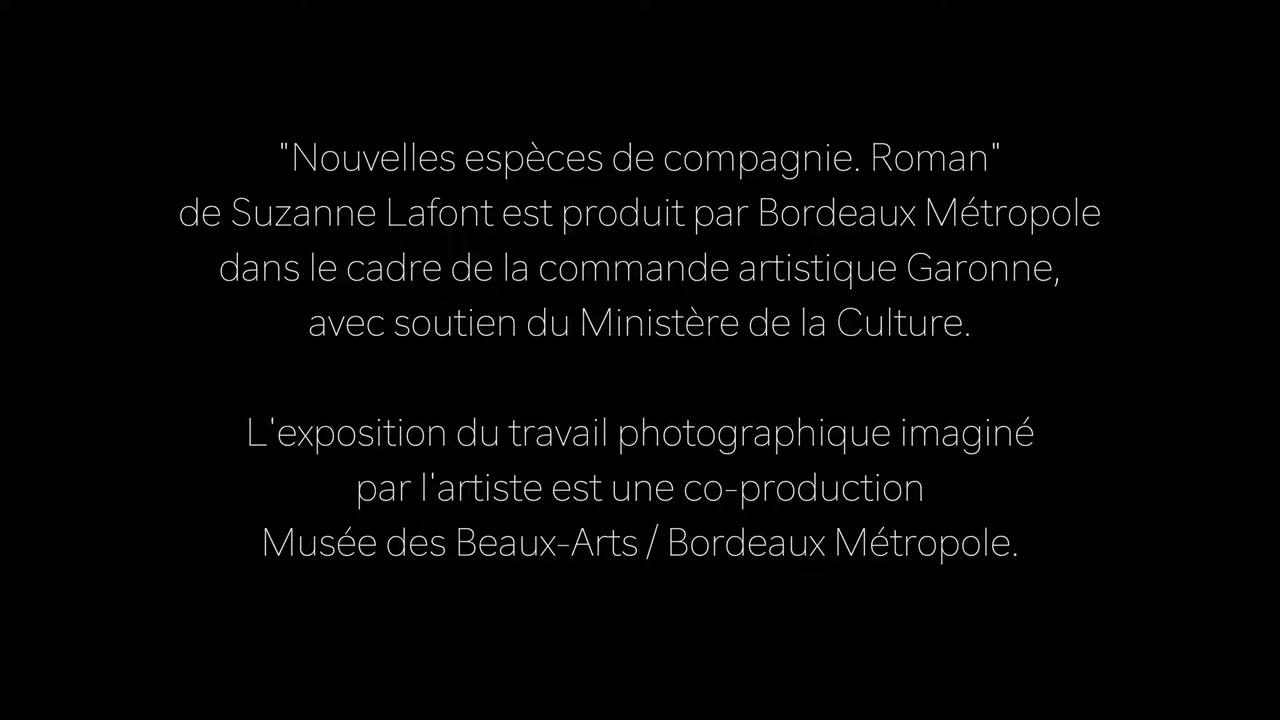 "Nouvelles espèces de compagnie. Roman"
de Suzanne Lafont est produit par Bordeaux Métropole
dans le cadre de la commande artistique Garonne,
avec soutien du Ministère de la Culture.
L'exposition du travail photographique imaginé
par l'artiste est une co-production
Musée des Beaux-Arts / Bordeaux Métropole.